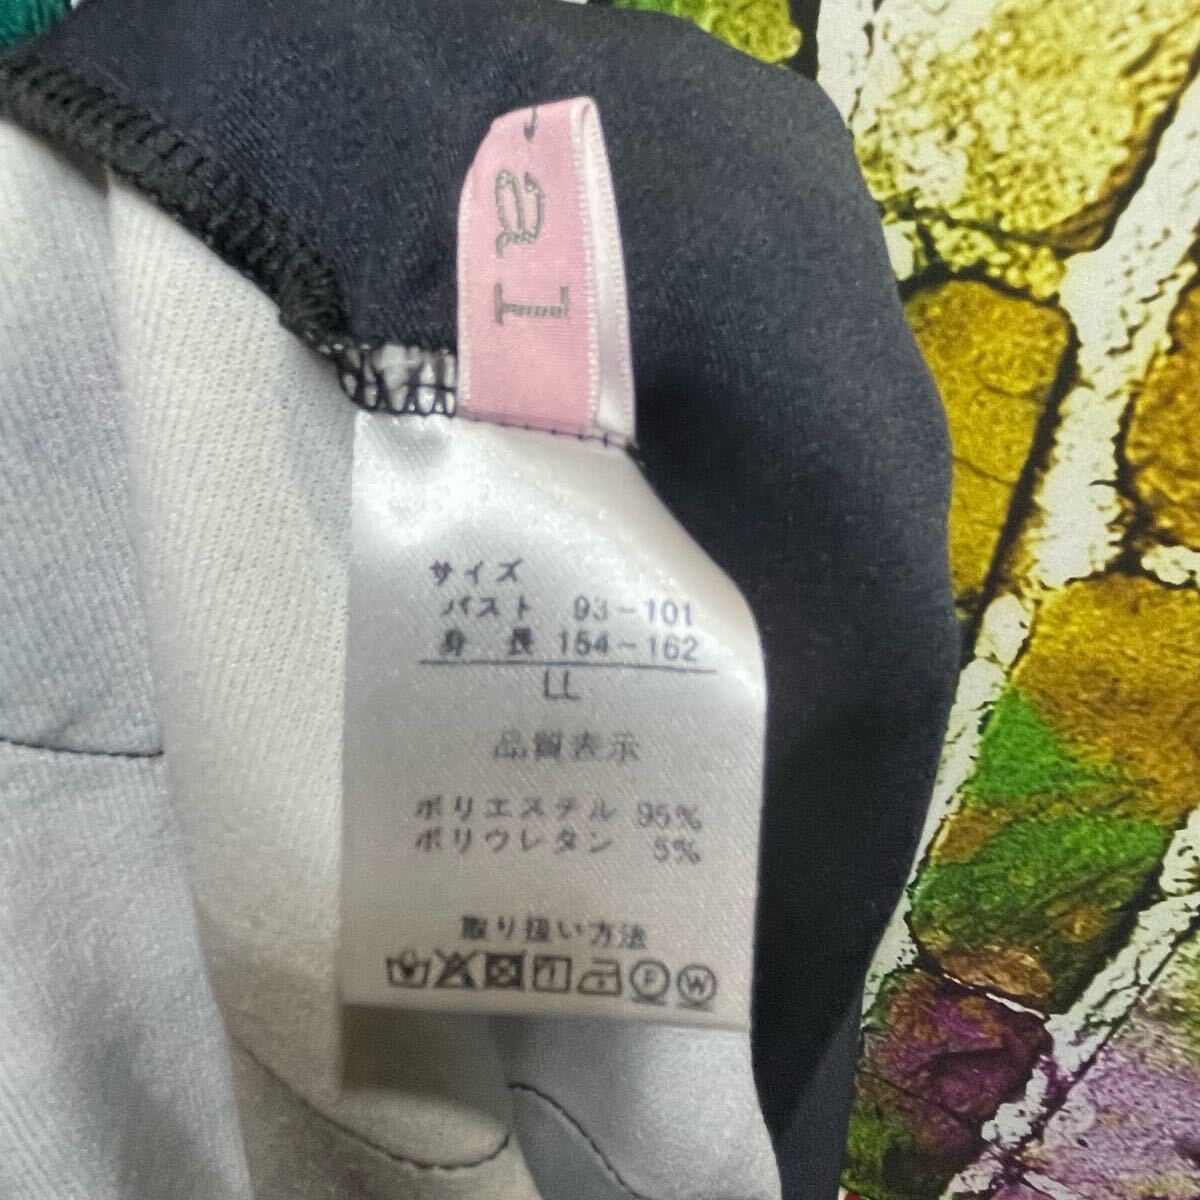 al
サイズ
バスト 93-101
身長 154-162
LL
品質表示
ポリエステル 95%
ポリウレタン 5%
取り扱い方法
F W